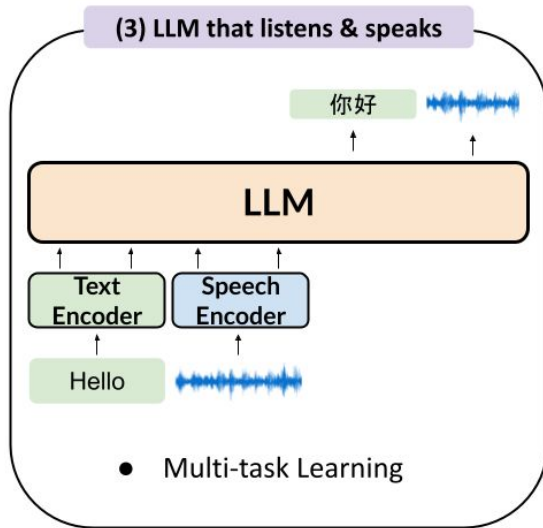 (3) LLM that listens & speaks
你好
LLM
Text
Encoder
Speech
Encoder
Hello
● Multi-task Learning